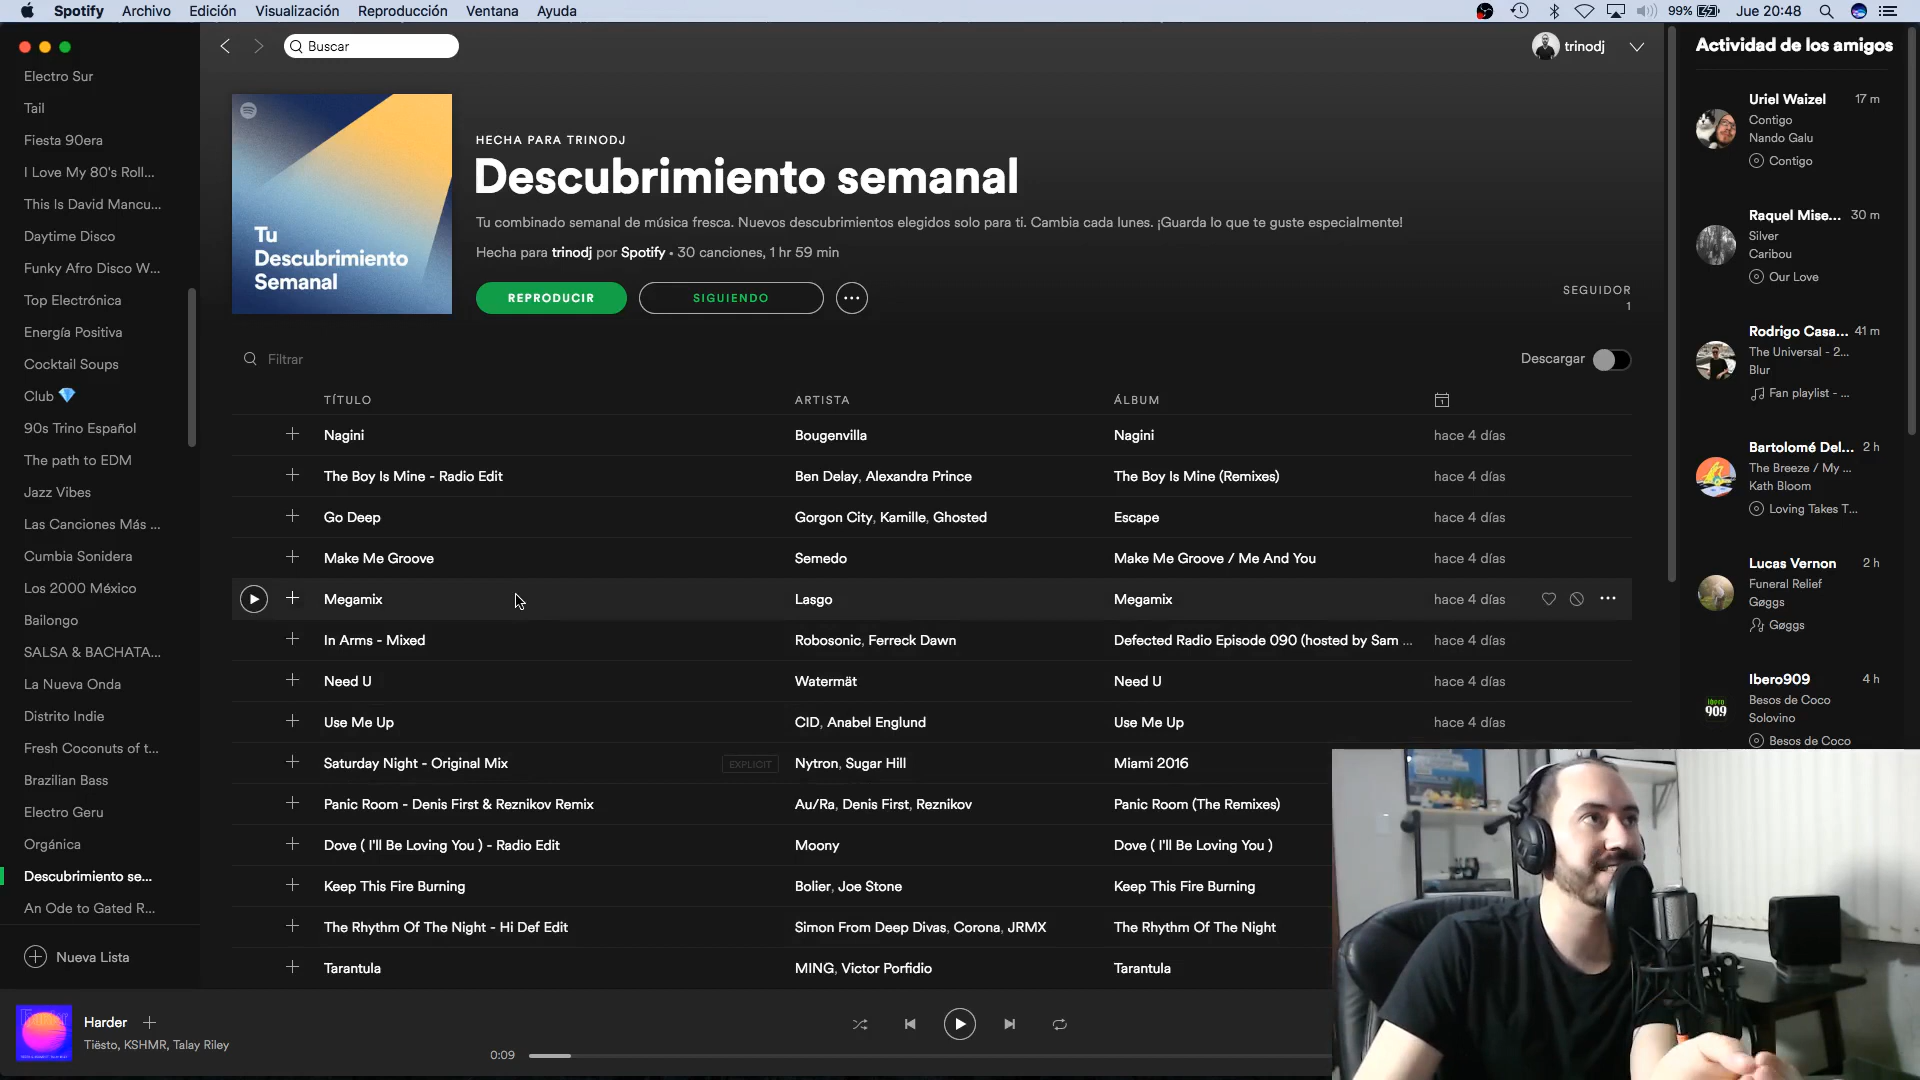 Spotify Archivo Edición Visualización Reproducción Ventana Ayuda 99% Jue 20:48
Electro Sur
Tail
Fiesta 90era
I Love My 80's Roll...
This Is David Mancu...
Daytime Disco
Funky Afro Disco W...
Top Electrónica
Energía Positiva
Cocktail Soups
Club 💎
90s Trino Español
The path to EDM
Jazz Vibes
Las Canciones Más ...
Cumbia Sonidera
Los 2000 México
Bailongo
SALSA & BACHATA...
La Nueva Onda
Distrito Indie
Fresh Coconuts of t...
Brazilian Bass
Electro Geru
Orgánica
Descubrimiento se...
An Ode to Gated R...
Nueva Lista
Buscar
trinodj
Tu
Descubrimiento
Semanal
HECHA PARA TRINODJ
Descubrimiento semanal
Tu combinado semanal de música fresca. Nuevos descubrimientos elegidos solo para ti. Cambia cada lunes. ¡Guarda lo que te guste especialmente!
Hecha para trinodj por Spotify • 30 canciones, 1 hr 59 min
REPRODUCIR SIGUIENDO
SEGUIDOR
1
Filtrar
Descargar
TÍTULO ARTISTA ÁLBUM
Nagini Bougenvilla Nagini hace 4 días
The Boy Is Mine - Radio Edit Ben Delay, Alexandra Prince The Boy Is Mine (Remixes) hace 4 días
Go Deep Gorgon City, Kamille, Ghosted Escape hace 4 días
Make Me Groove Semedo Make Me Groove / Me And You hace 4 días
Megamix Lasgo Megamix hace 4 días
In Arms - Mixed Robosonic, Ferreck Dawn Defected Radio Episode 090 (hosted by Sam ... hace 4 días
Need U Watermät Need U hace 4 días
Use Me Up CID, Anabel Englund Use Me Up hace 4 días
Saturday Night - Original Mix EXPLICIT Nytron, Sugar Hill Miami 2016
Panic Room - Denis First & Reznikov Remix Au/Ra, Denis First, Reznikov Panic Room (The Remixes)
Dove ( I'll Be Loving You ) - Radio Edit Moony Dove ( I'll Be Loving You )
Keep This Fire Burning Bolier, Joe Stone Keep This Fire Burning
The Rhythm Of The Night - Hi Def Edit Simon From Deep Divas, Corona, JRMX The Rhythm Of The Night
Tarantula MING, Victor Porfidio Tarantula
Actividad de los amigos
Uriel Waizel 17 m
Contigo
Nando Galu
Contigo
Raquel Mise... 30 m
Silver
Caribou
Our Love
Rodrigo Casa... 41 m
The Universal - 2...
Blur
Fan playlist - ...
Bartolomé Del... 2 h
The Breeze / My ...
Kath Bloom
Loving Takes T...
Lucas Vernon 2 h
Funeral Relief
Gøggs
Gøggs
Ibero909 4 h
Besos de Coco
Solovino
Besos de Coco
ibero
909
Harder
Tiësto, KSHMR, Talay Riley
0:09